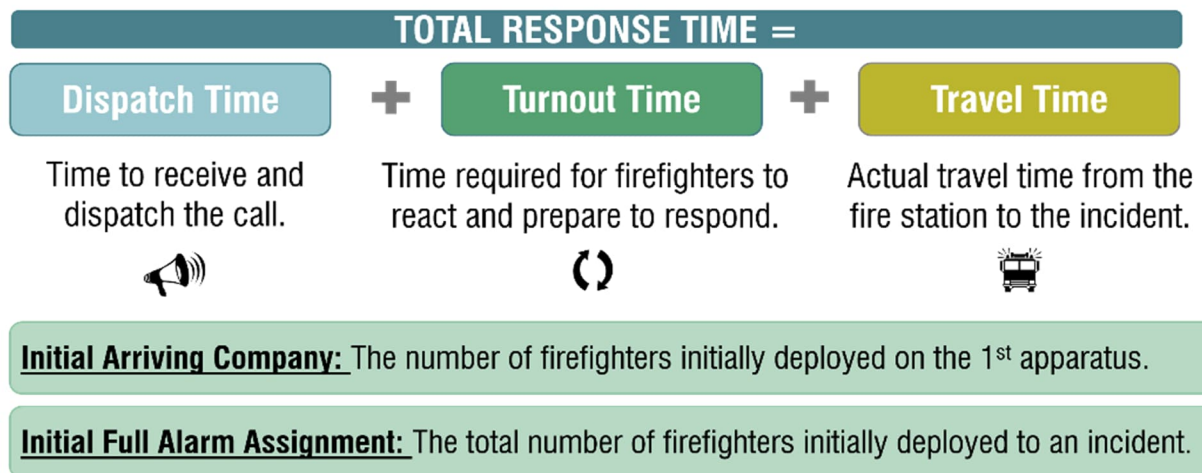 TOTAL RESPONSE TIME =
Dispatch Time + Turnout Time + Travel Time
Time to receive and
dispatch the call.
Time required for firefighters to
react and prepare to respond.
Actual travel time from the
fire station to the incident.
Initial Arriving Company: The number of firefighters initially deployed on the 1st apparatus.
Initial Full Alarm Assignment: The total number of firefighters initially deployed to an incident.